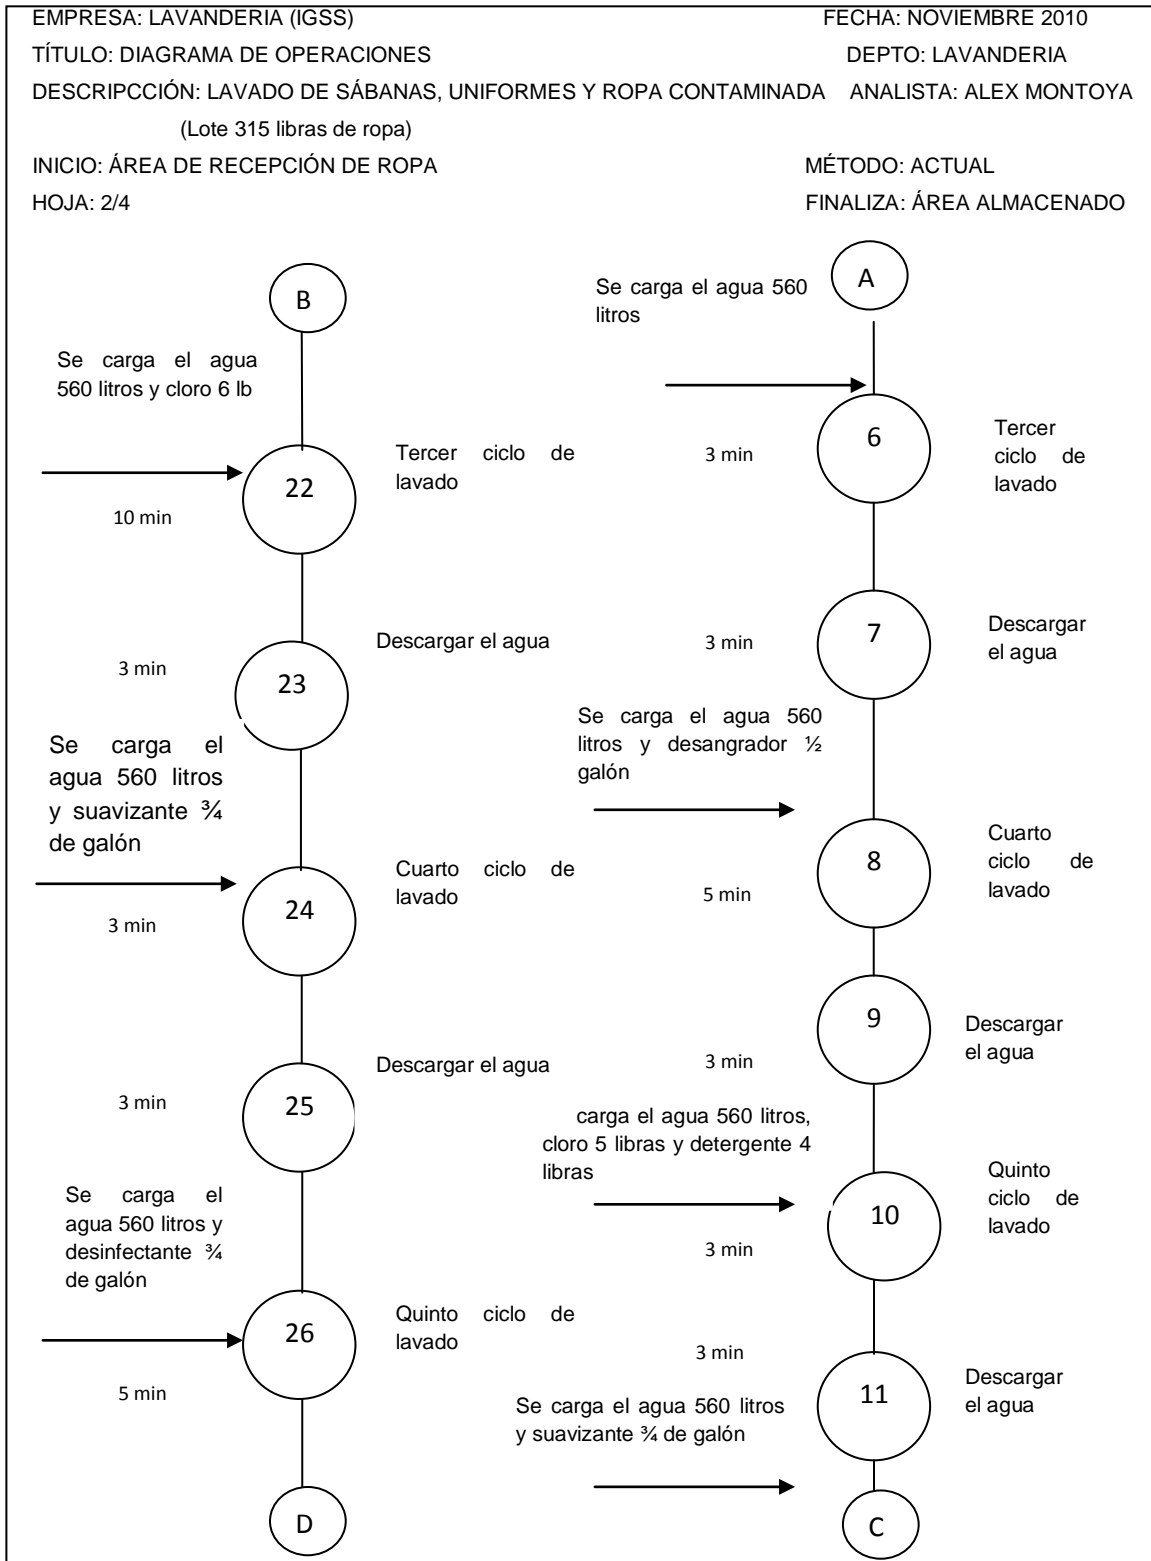 EMPRESA: LAVANDERIA (IGSS) FECHA: NOVIEMBRE 2010
TÍTULO: DIAGRAMA DE OPERACIONES DEPTO: LAVANDERIA
DESCRIPCCIÓN: LAVADO DE SÁBANAS, UNIFORMES Y ROPA CONTAMINADA ANALISTA: ALEX MONTOYA
(Lote 315 libras de ropa)
INICIO: ÁREA DE RECEPCIÓN DE ROPA MÉTODO: ACTUAL
HOJA: 2/4 FINALIZA: ÁREA ALMACENADO
B
Se carga el agua
560 litros y cloro 6 lb
22
Tercer ciclo de
lavado
10 min
23
Descargar el agua
3 min
Se carga el
agua 560 litros
y suavizante ¾
de galón
24
Cuarto ciclo de
lavado
3 min
25
Descargar el agua
3 min
Se carga el
agua 560 litros y
desinfectante ¾
de galón
26
Quinto ciclo de
lavado
5 min
D
A
Se carga el agua 560
litros
6
3 min
Tercer
ciclo de
lavado
7
3 min
Descargar
el agua
Se carga el agua 560
litros y desangrador ½
galón
8
5 min
Cuarto
ciclo de
lavado
9
3 min
Descargar
el agua
carga el agua 560 litros,
cloro 5 libras y detergente 4
libras
10
3 min
Quinto
ciclo de
lavado
3 min
11
Descargar
el agua
Se carga el agua 560 litros
y suavizante ¾ de galón
C